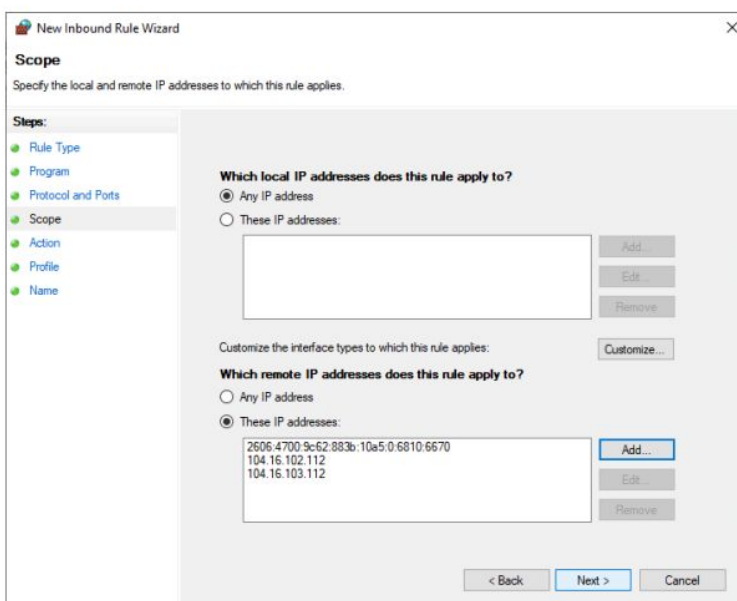 New Inbound Rule Wizard
Scope
Specify the local and remote IP addresses to which this rule applies.
Steps:
Rule Type
Program
Protocol and Ports
Scope
Action
Profile
Name
Which local IP addresses does this rule apply to?
Any IP address
These IP addresses:
Add...
Edit...
Remove
Customize the interface types to which this rule applies:
Customize...
Which remote IP addresses does this rule apply to?
Any IP address
These IP addresses:
2606:4700:9c62:883b:10a5:0:6810:6670
104.16.102.112
104.16.103.112
Add...
Edit...
Remove
< Back
Next >
Cancel